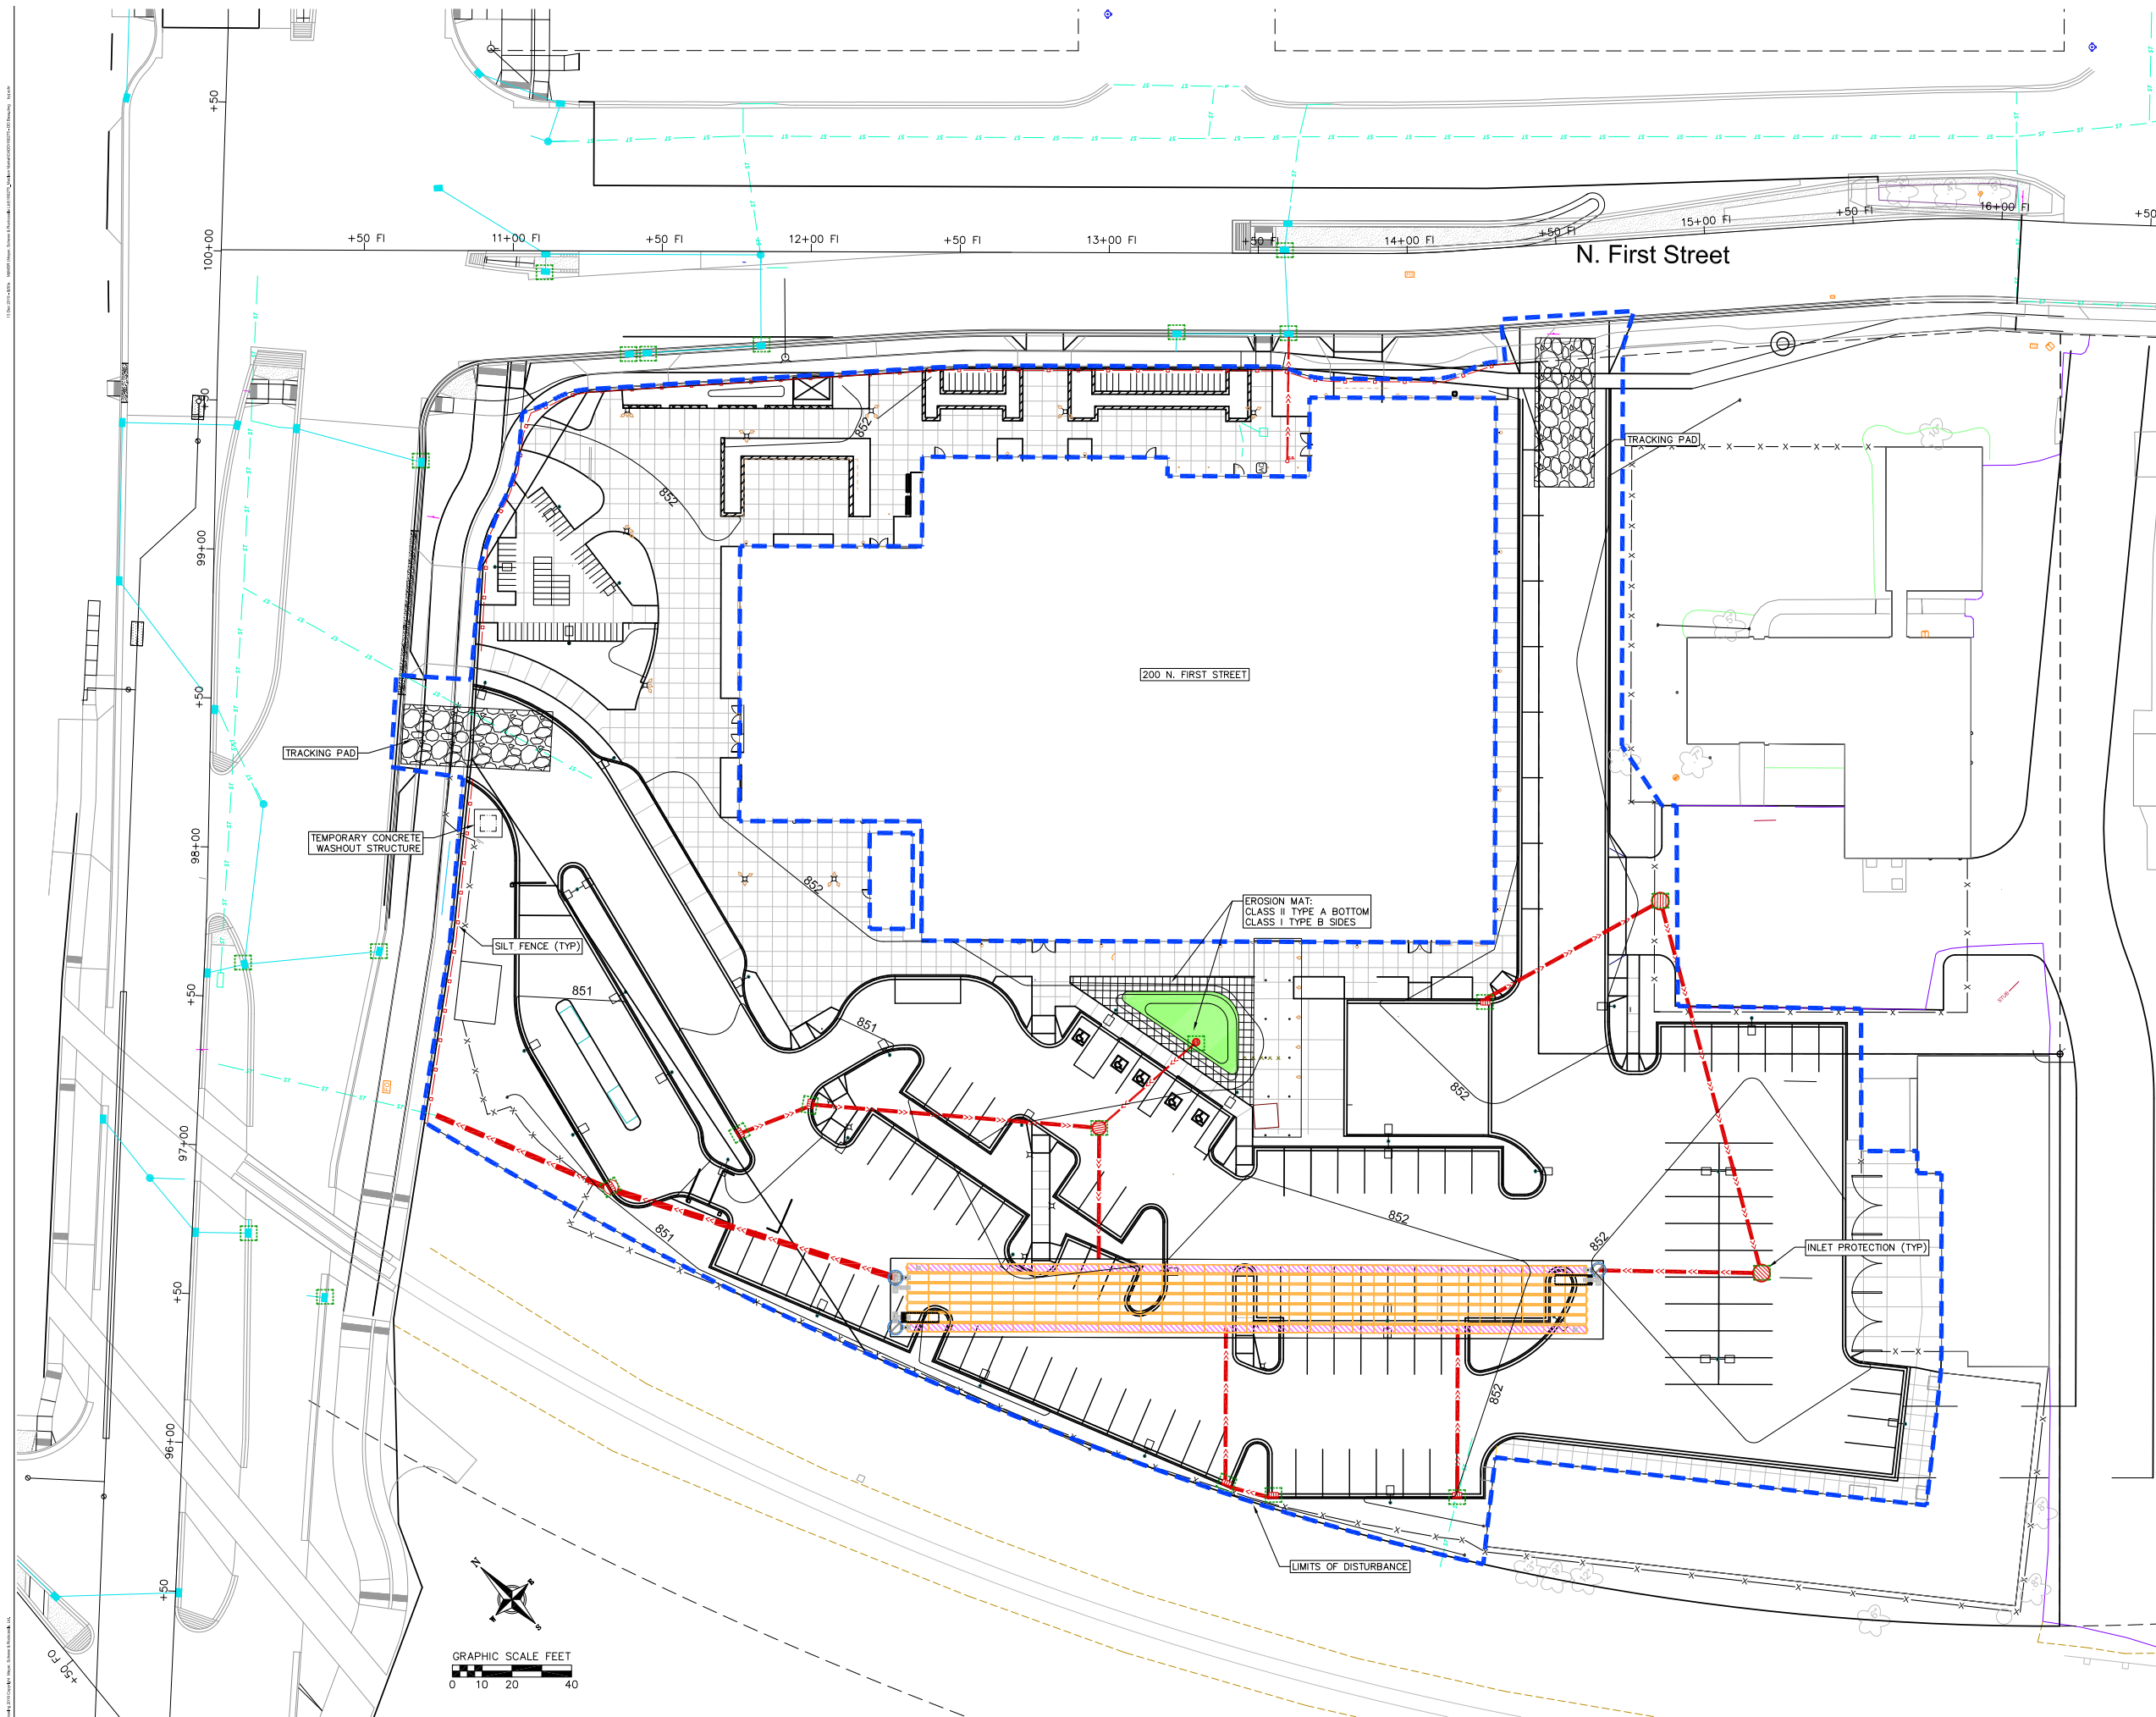 +50
+50 FI
11+00 FI
+50 FI
12+00 FI
+50 FI
13+00 FI
+50 FI
14+00 FI
+50 FI
15+00 FI
+50 FI
16+00 FI
+50
100+00
N. First Street
+50
TRACKING PAD
852
852
99+00
200 N. FIRST STREET
+50
TRACKING PAD
TEMPORARY CONCRETE
WASHOUT STRUCTURE
98+00
852
EROSION MAT:
CLASS II TYPE A BOTTOM
CLASS I TYPE B SIDES
SILT FENCE (TYP)
+50
851
851
STUB
852
97+00
852
851
852
INLET PROTECTION (TYP)
+50
852
96+00
LIMITS OF DISTURBANCE
+50
N
S
+50 FO
GRAPHIC SCALE FEET
0 10 20 40